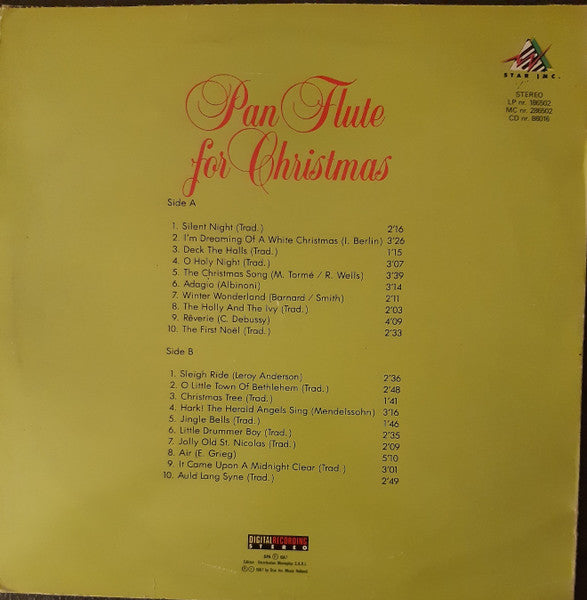 STAR INC.
STEREO
LP nr. 186502
MC nr. 286502
CD nr. 88016
Pan Flute
for Christmas
Side A
1. Silent Night (Trad.) 2'16
2. I'm Dreaming Of A White Christmas (I. Berlin) 3'26
3. Deck The Halls (Trad.) 1'15
4. O Holy Night (Trad.) 3'07
5. The Christmas Song (M. Tormé / R. Wells) 3'39
6. Adagio (Albinoni) 3'14
7. Winter Wonderland (Barnard / Smith) 2'11
8. The Holly And The Ivy (Trad.) 2'03
9. Rêverie (C. Debussy) 4'09
10. The First Noël (Trad.) 2'33
Side B
1. Sleigh Ride (Leroy Anderson) 2'36
2. O Little Town Of Bethlehem (Trad.) 2'48
3. Christmas Tree (Trad.) 1'41
4. Hark! The Herald Angels Sing (Mendelssohn) 3'16
5. Jingle Bells (Trad.) 1'46
6. Little Drummer Boy (Trad.) 2'35
7. Jolly Old St. Nicolas (Trad.) 2'09
8. Air (E. Grieg) 5'10
9. It Came Upon A Midnight Clear (Trad.) 3'01
10. Auld Lang Syne (Trad.) 2'49
DIGITAL RECORDING
STEREO
1987 by Star Inc. Music Holland